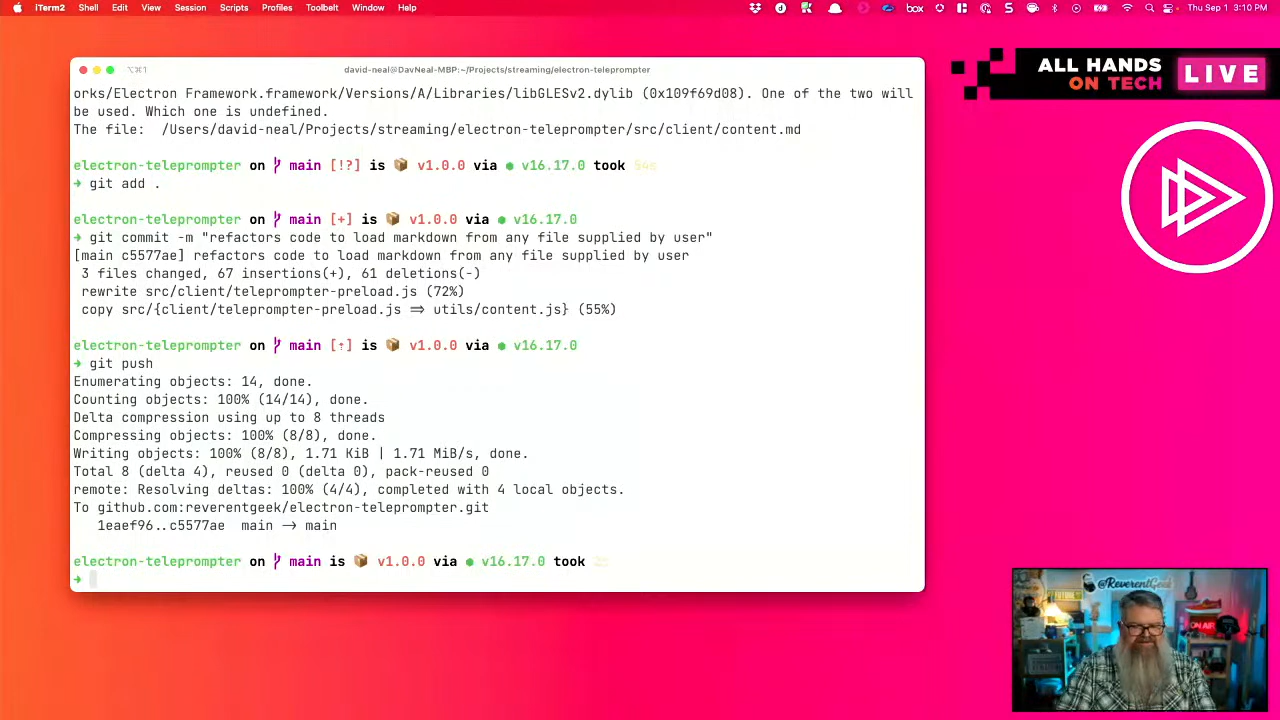 iTerm2 Shell Edit View Session Scripts Profiles Toolbelt Window Help
box
Thu Sep 1 3:10 PM
⌥⌘1
david-neal@DavNeal-MBP:~/Projects/streaming/electron-teleprompter
orks/Electron Framework.framework/Versions/A/Libraries/libGLESv2.dylib (0x109f69d08). One of the two will
be used. Which one is undefined.
The file:  /Users/david-neal/Projects/streaming/electron-teleprompter/src/client/content.md
electron-teleprompter on main [!?] is 📦 v1.0.0 via v16.17.0 took 54s
➜ git add .
electron-teleprompter on main [+] is 📦 v1.0.0 via v16.17.0
➜ git commit -m "refactors code to load markdown from any file supplied by user"
[main c5577ae] refactors code to load markdown from any file supplied by user
3 files changed, 67 insertions(+), 61 deletions(-)
rewrite src/client/teleprompter-preload.js (72%)
copy src/{client/teleprompter-preload.js => utils/content.js} (55%)
electron-teleprompter on main [⇡] is 📦 v1.0.0 via v16.17.0
➜ git push
Enumerating objects: 14, done.
Counting objects: 100% (14/14), done.
Delta compression using up to 8 threads
Compressing objects: 100% (8/8), done.
Writing objects: 100% (8/8), 1.71 KiB | 1.71 MiB/s, done.
Total 8 (delta 4), reused 0 (delta 0), pack-reused 0
remote: Resolving deltas: 100% (4/4), completed with 4 local objects.
To github.com:reverentgeek/electron-teleprompter.git
1eaef96..c5577ae  main -> main
electron-teleprompter on main is 📦 v1.0.0 via v16.17.0 took
➜
ALL HANDS
ON TECH
LIVE
@ReverentGeek
ON AIR